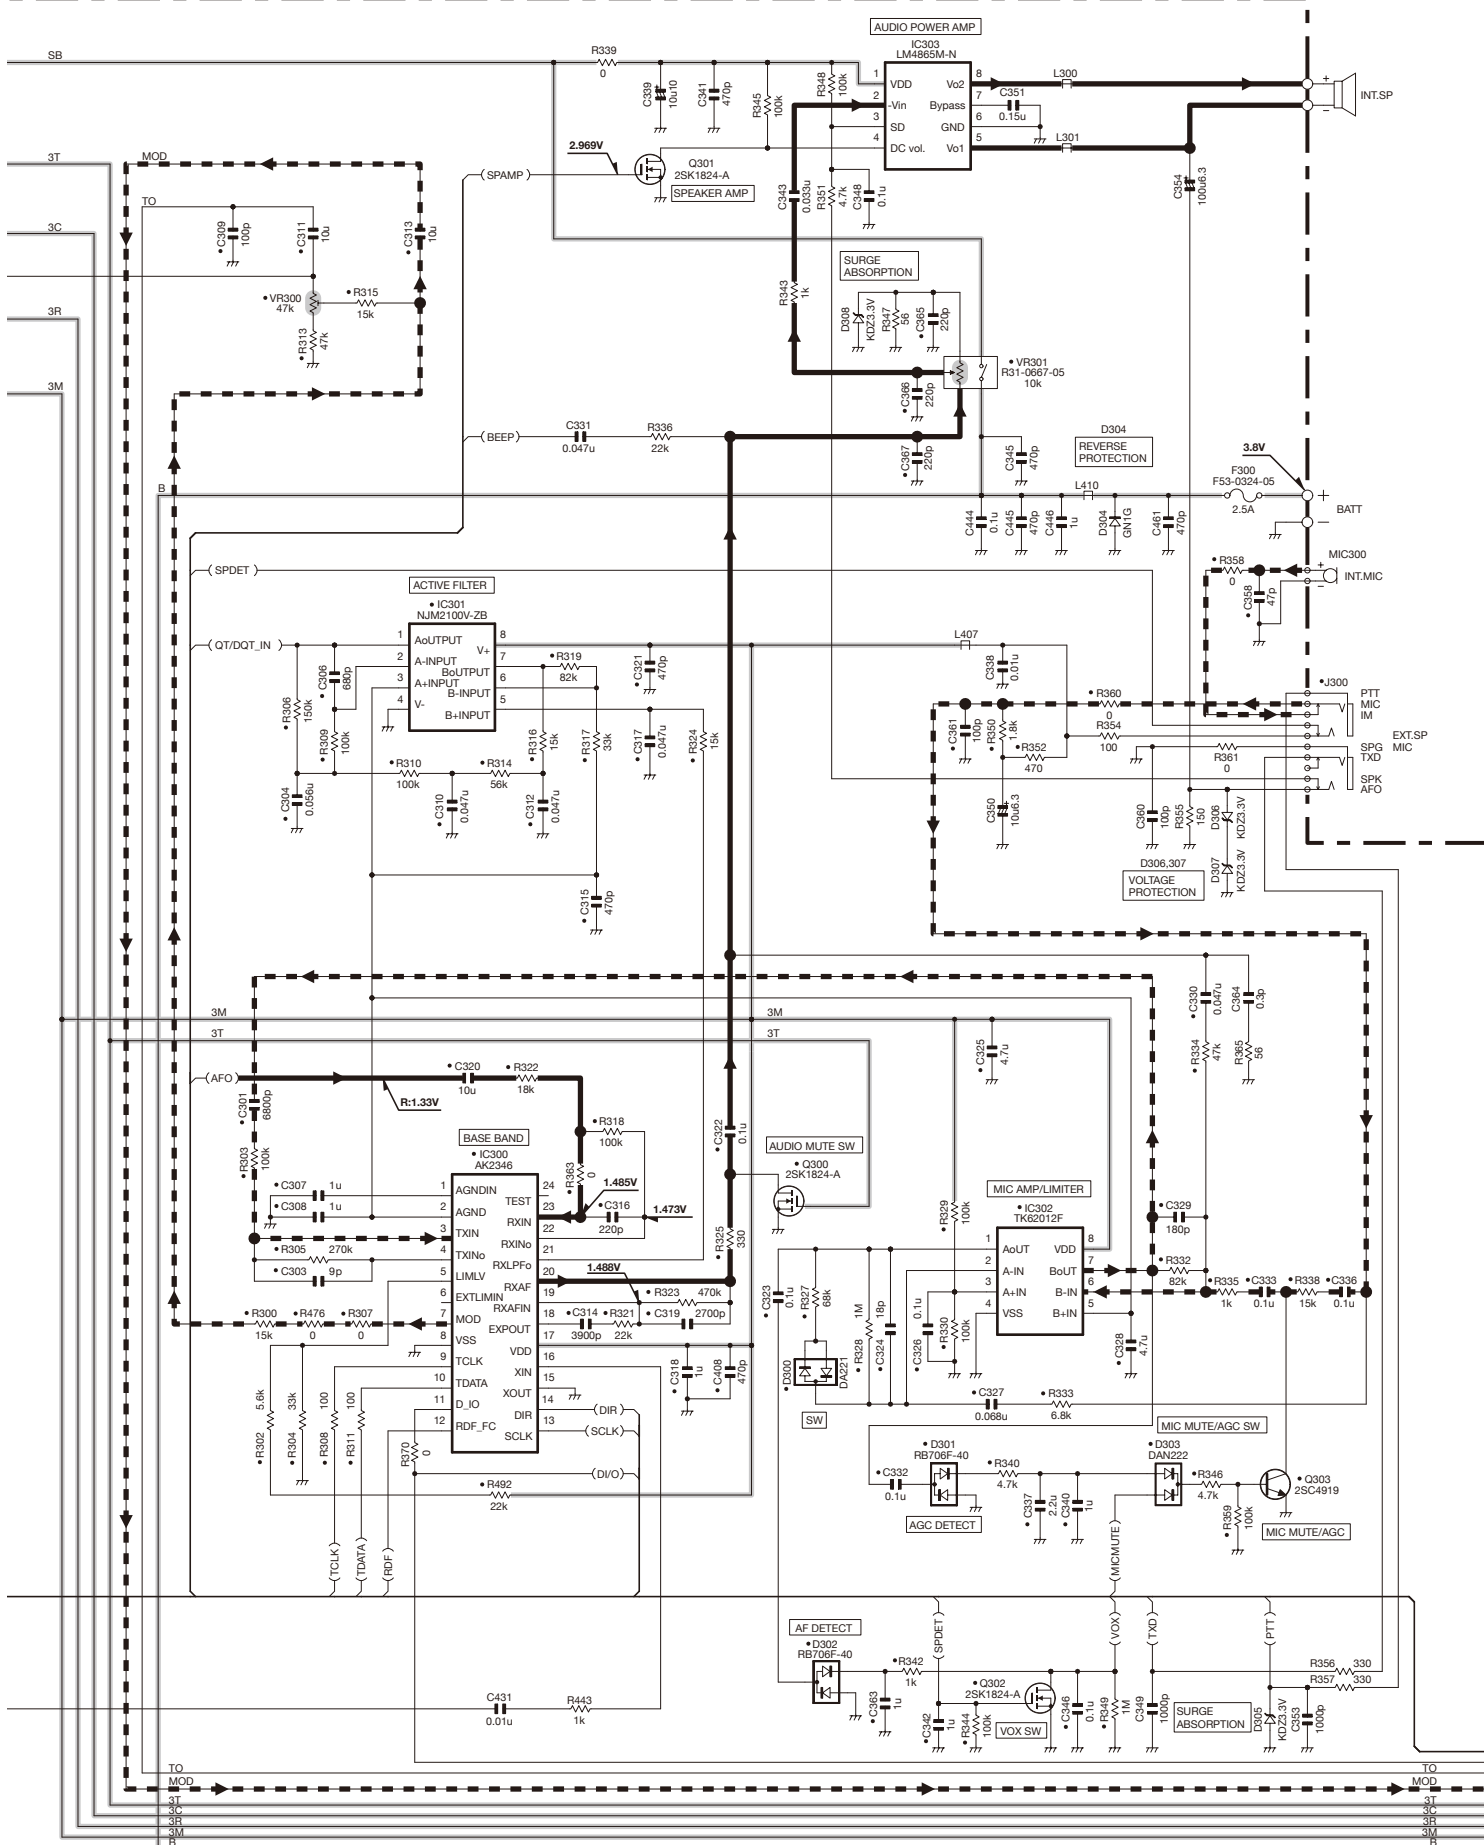 AUDIO POWER AMP
IC303
LM4865M-N
SB
R339
0
C339
10u10
C341
470p
R345
100k
R348
100k
1
VDD
Vo2
8
L300
2
-Vin
Bypass
7
C351
0.15u
3
SD
GND
6
4
DC vol.
Vo1
5
L301
+
INT.SP
−
2.969V
Q301
2SK1824-A
SPEAKER AMP
(SPAMP)
C343
0.033u
R351
4.7k
C348
0.1u
C354
100u6.3
3T
MOD
TO
3C
•C309
100p
•C311
10u
•C313
10u
3R
•VR300
47k
•R315
15k
•R313
47k
3M
R343
1k
SURGE
ABSORPTION
D308
KDZ3.3V
R347
56
•C365
220p
•C366
220p
•VR301
R31-0667-05
10k
(BEEP)
C331
0.047u
R336
22k
•C367
220p
C345
470p
D304
REVERSE
PROTECTION
3.8V
F300
F53-0324-05
2.5A
+
BATT
−
B
L410
C444
0.1u
C445
470p
C446
1u
D304
GN1G
C461
470p
(SPDET)
•R358
0
MIC300
+
INT.MIC
−
•C358
47p
ACTIVE FILTER
•IC301
NJM2100V-ZB
(QT/DQT_IN)
1
AoUTPUT
V+
8
2
A-INPUT
BoUTPUT
7
3
A+INPUT
B-INPUT
6
4
V-
B+INPUT
5
•C306
680p
•R306
150k
•R309
100k
•R319
82k
•C321
470p
•R316
15k
•R317
33k
•C317
0.047u
•R324
15k
•R310
100k
•R314
56k
•C304
0.056u
•C310
0.047u
•C312
0.047u
•C315
470p
L407
C338
0.01u
•C361
100p
•R350
1.8k
•R360
0
R354
100
•R352
470
C350
10u6.3
•J300
PTT
MIC
IM
EXT.SP
SPG
MIC
TXD
SPK
AFO
R361
0
C360
100p
R355
150
D306
KDZ3.3V
D306,307
VOLTAGE
PROTECTION
D307
KDZ3.3V
3M
3M
3T
3T
(AFO)
•C320
10u
•R322
18k
R:1.33V
•C301
6800p
•R303
100k
BASE BAND
•IC300
AK2346
•R318
100k
•R363
0
1.485V
•C316
220p
1.473V
•C322
0.1u
•C307
1u
•C308
1u
•R305
270k
•C303
9p
1
AGNDIN
2
AGND
3
TXIN
4
TXINo
5
LIMLV
6
EXTLIMIN
7
MOD
8
VSS
9
TCLK
10
TDATA
11
D_IO
12
RDF_FC
24
TEST
23
RXIN
22
RXINo
21
RXLPFo
20
RXAF
19
RXAFIN
18
EXPOUT
17
VDD
16
XIN
15
XOUT
14
DIR
13
SCLK
•R325
330
1.488V
•R323
470k
•C314
3900p
•R321
22k
•C319
2700p
•R300
15k
•R476
0
•R307
0
•R302
5.6k
•R304
33k
•R308
100
•R311
100
R370
0
•C318
1u
•C408
470p
(DIR)
(SCLK)
(DI/O)
•R492
22k
(TCLK)
(TDATA)
(RDF)
AUDIO MUTE SW
•Q300
2SK1824-A
•C323
0.1u
•R327
68k
•D300
DA221
SW
•R328
1M
•C324
18p
•C326
0.1u
•R329
100k
•R330
100k
•C325
4.7u
MIC AMP/LIMITER
•IC302
TK62012F
1
AoUT
VDD
8
2
A-IN
BoUT
7
3
A+IN
B-IN
6
4
VSS
B+IN
5
•C330
0.047u
C364
0.3p
•R334
47k
R365
56
•C329
180p
•R332
82k
•R335
1k
•C333
0.1u
•R338
15k
•C336
0.1u
•C328
4.7u
•C327
0.068u
•R333
6.8k
MIC MUTE/AGC SW
•C332
0.1u
•D301
RB706F-40
AGC DETECT
•R340
4.7k
•C337
2.2u
•C340
1u
•D303
DAN222
•R346
4.7k
•R359
100k
•Q303
2SC4919
MIC MUTE/AGC
(MICMUTE)
AF DETECT
•D302
RB706F-40
•R342
1k
•C363
1u
(SPDET)
•C342
1u
•R344
100k
•Q302
2SK1824-A
VOX SW
•C346
0.1u
•R349
1M
(VOX)
(TXD)
C349
1000p
SURGE
ABSORPTION
(PTT)
D305
KDZ3.3V
C353
1000p
R356
330
R357
330
C431
0.01u
R443
1k
TO
TO
MOD
MOD
3T
3T
3C
3C
3R
3R
3M
3M
B
B